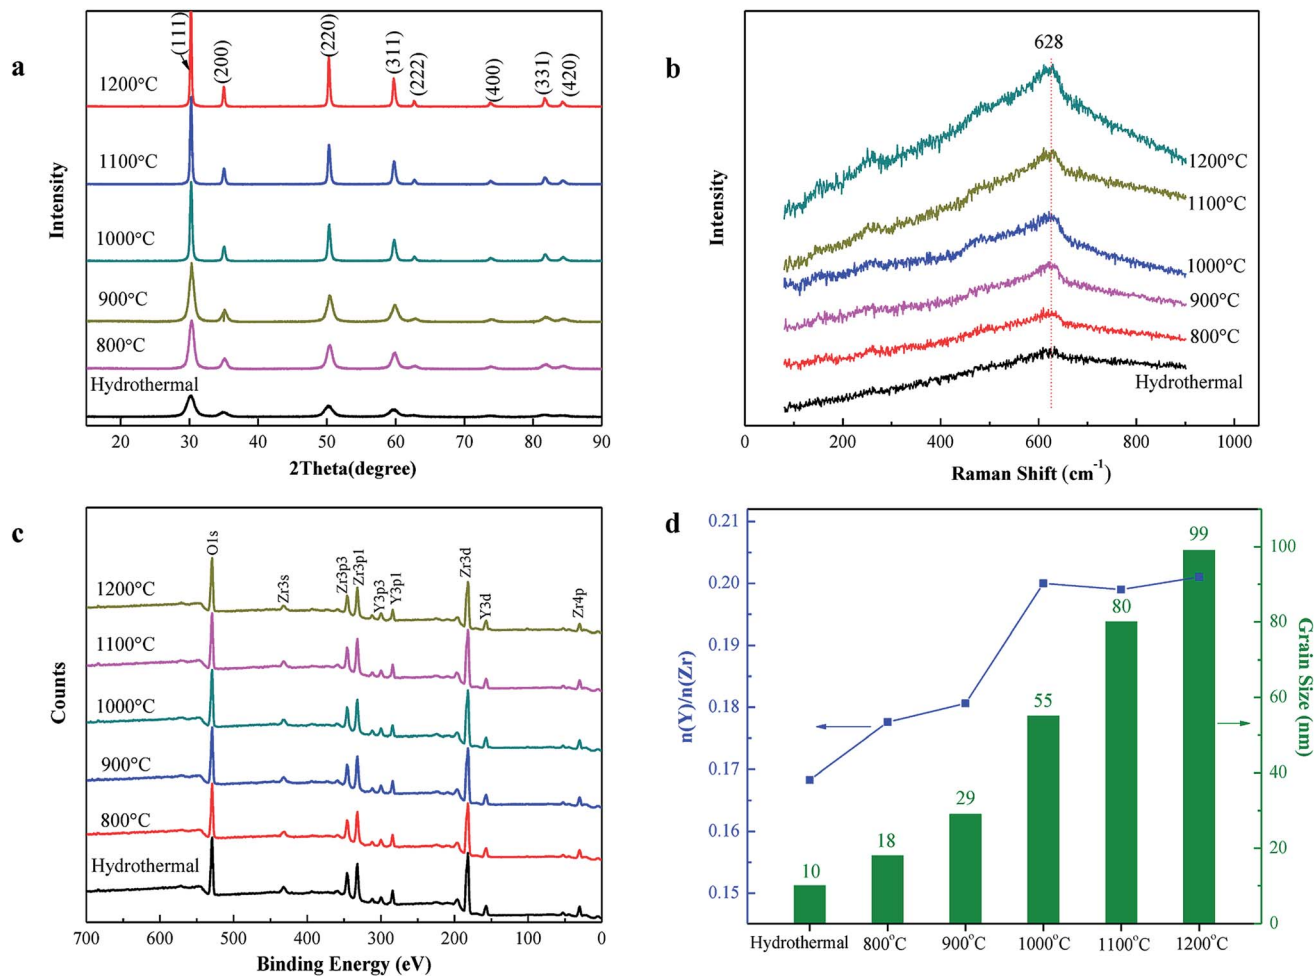 a
(111)
(200)
(220)
(311)
(222)
(400)
(331)
(420)
1200°C
1100°C
1000°C
900°C
800°C
Hydrothermal
Intensity
20 30 40 50 60 70 80 90
2Theta(degree)
b
628
1200°C
1100°C
1000°C
900°C
800°C
Hydrothermal
Intensity
0 200 400 600 800 1000
Raman Shift (cm⁻¹)
c
O1s
Zr3s
Zr3p3
Zr3p1
Y3p3
Y3p1
Zr3d
Y3d
Zr4p
1200°C
1100°C
1000°C
900°C
800°C
Hydrothermal
Counts
700 600 500 400 300 200 100 0
Binding Energy (eV)
d
0.21
0.20
0.19
0.18
0.17
0.16
0.15
n(Y)/n(Zr)
10
18
29
55
80
99
100
80
60
40
20
0
Grain Size (nm)
Hydrothermal 800°C 900°C 1000°C 1100°C 1200°C